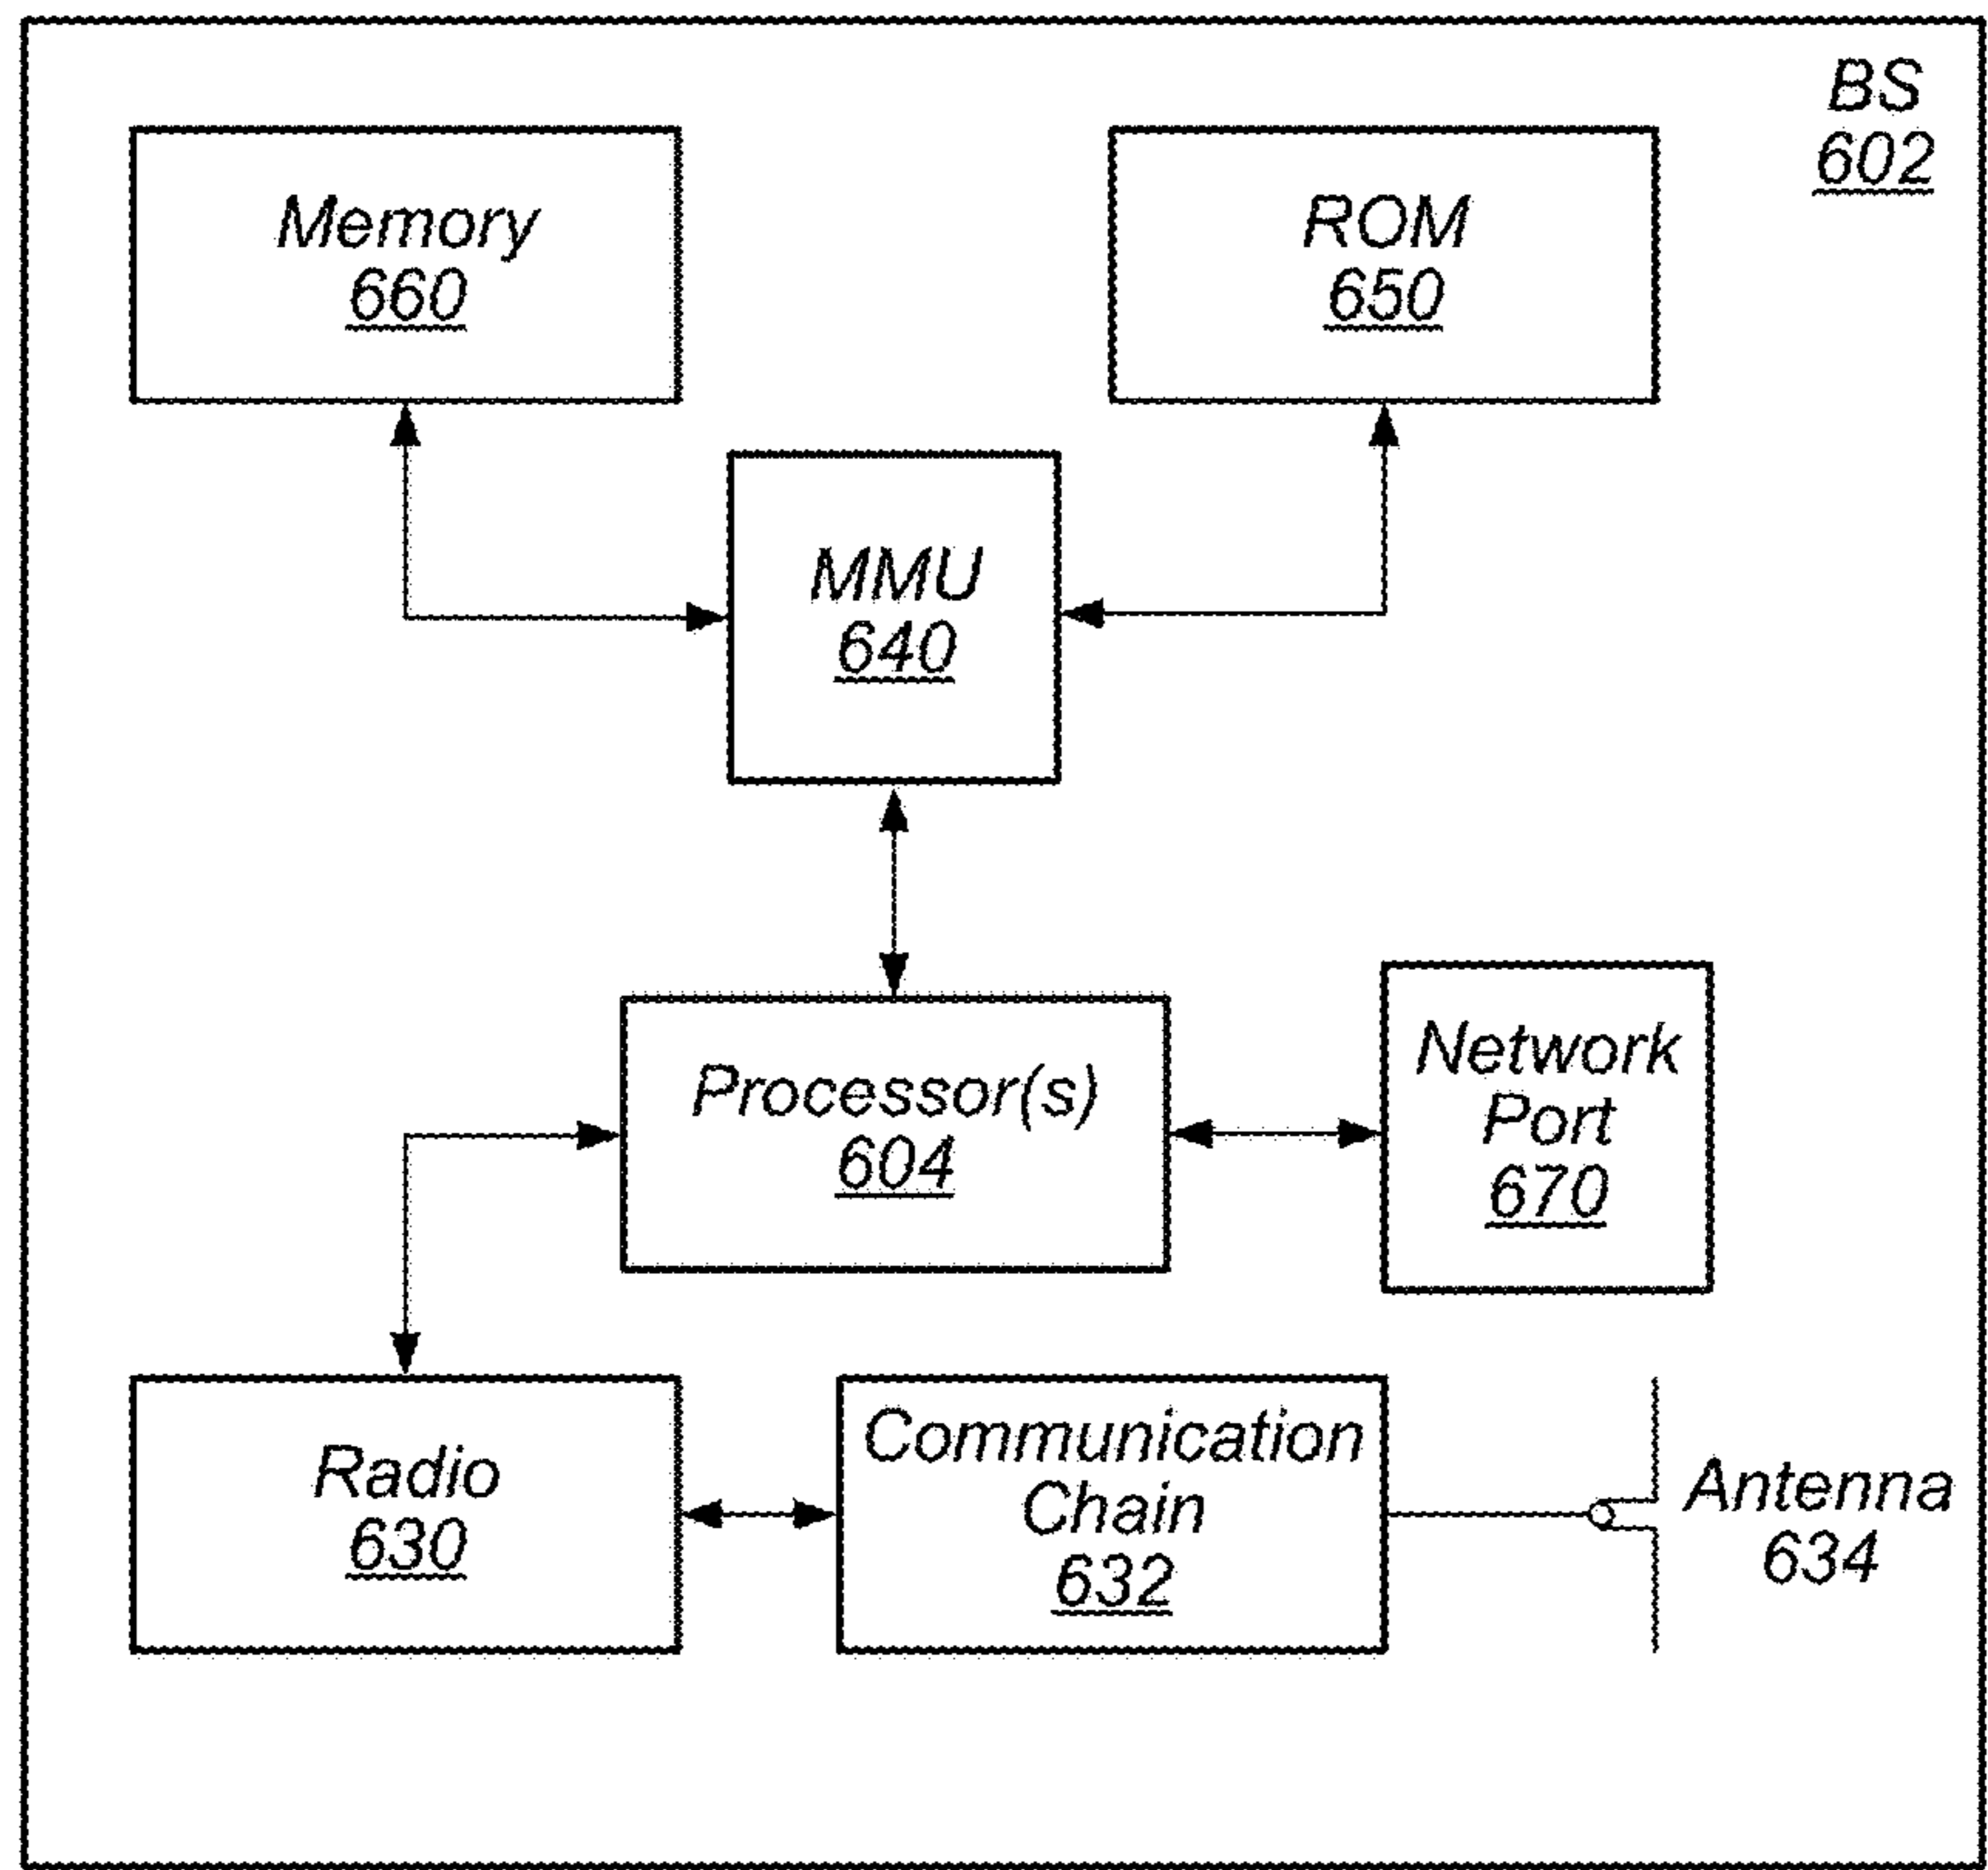 BS
602
Memory
660
ROM
650
MMU
640
Processor(s)
604
Network
Port
670
Radio
630
Communication
Chain
632
Antenna
634